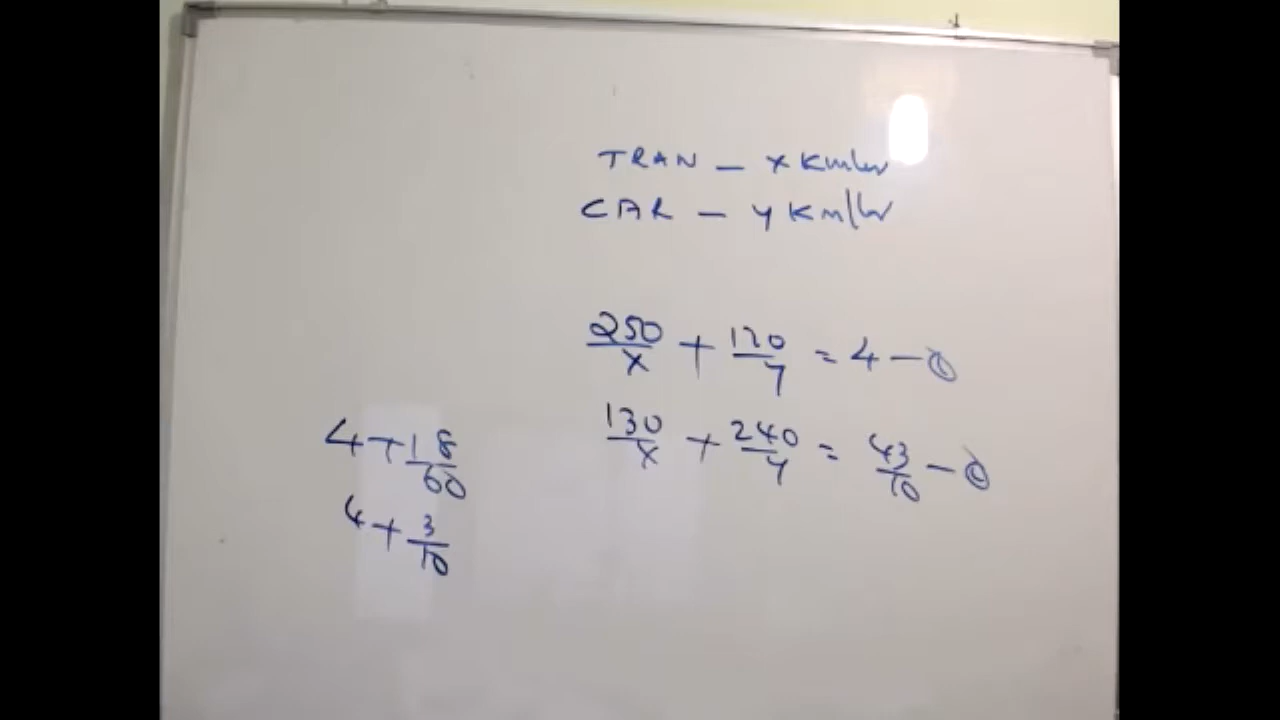 TRAN - x Km/hr
CAR - y Km/hr
250/x + 120/y = 4 - ①
130/x + 240/y = 43/10 - ②
4 + 18/60
4 + 3/10